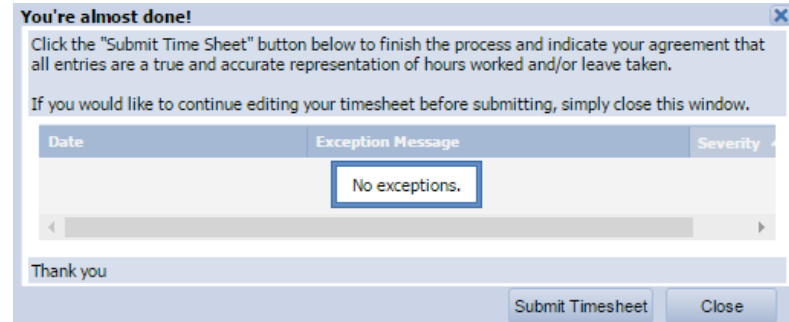 You're almost done!
Click the "Submit Time Sheet" button below to finish the process and indicate your agreement that
all entries are a true and accurate representation of hours worked and/or leave taken.
If you would like to continue editing your timesheet before submitting, simply close this window.
Date Exception Message Severity
No exceptions.
Thank you
Submit Timesheet Close